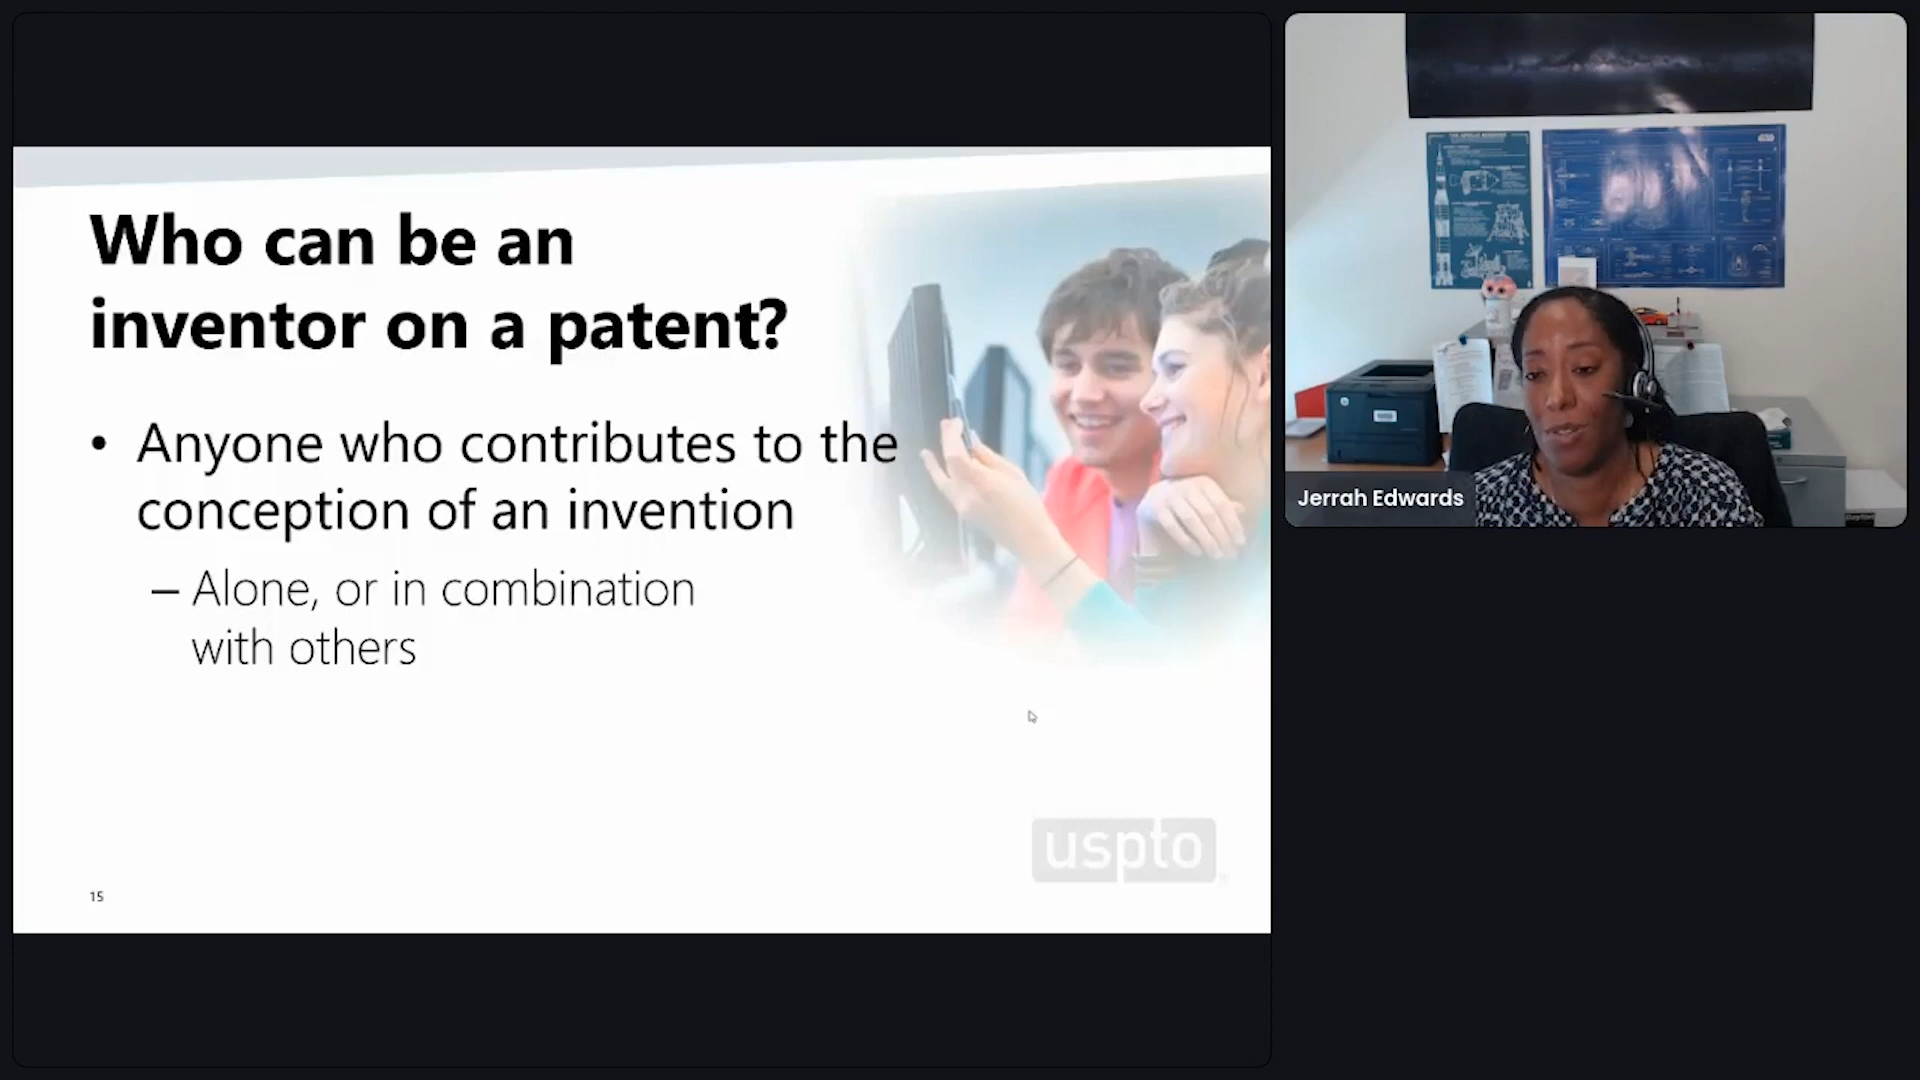 Who can be an
inventor on a patent?
• Anyone who contributes to the
conception of an invention
– Alone, or in combination
with others
uspto
15
Jerrah Edwards